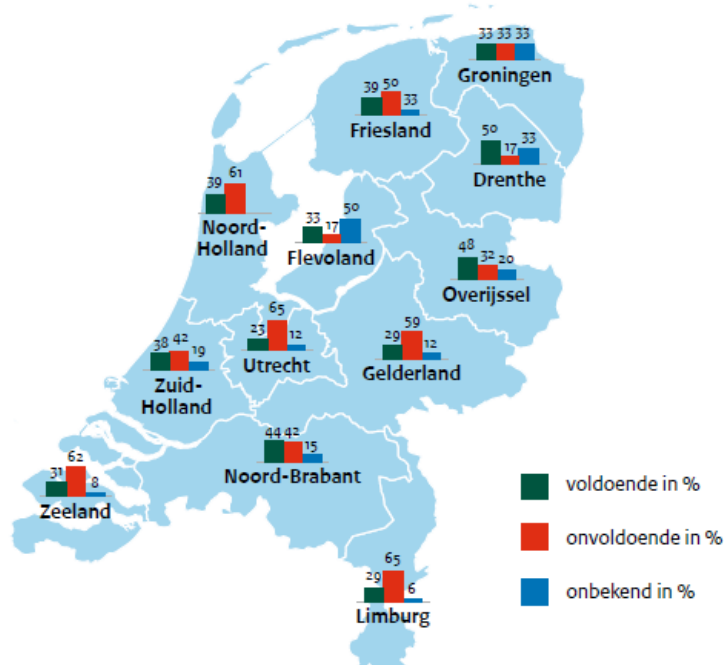 33 33 33
Groningen
39 50 33
Friesland
50 17 33
Drenthe
39 61
Noord-
Holland
33 17 50
Flevoland
48 32 20
Overijssel
23 65 12
Utrecht
29 59 12
Gelderland
38 42 19
Zuid-
Holland
44 42 15
Noord-Brabant
31 62 8
Zeeland
voldoende in %
onvoldoende in %
onbekend in %
29 65 6
Limburg